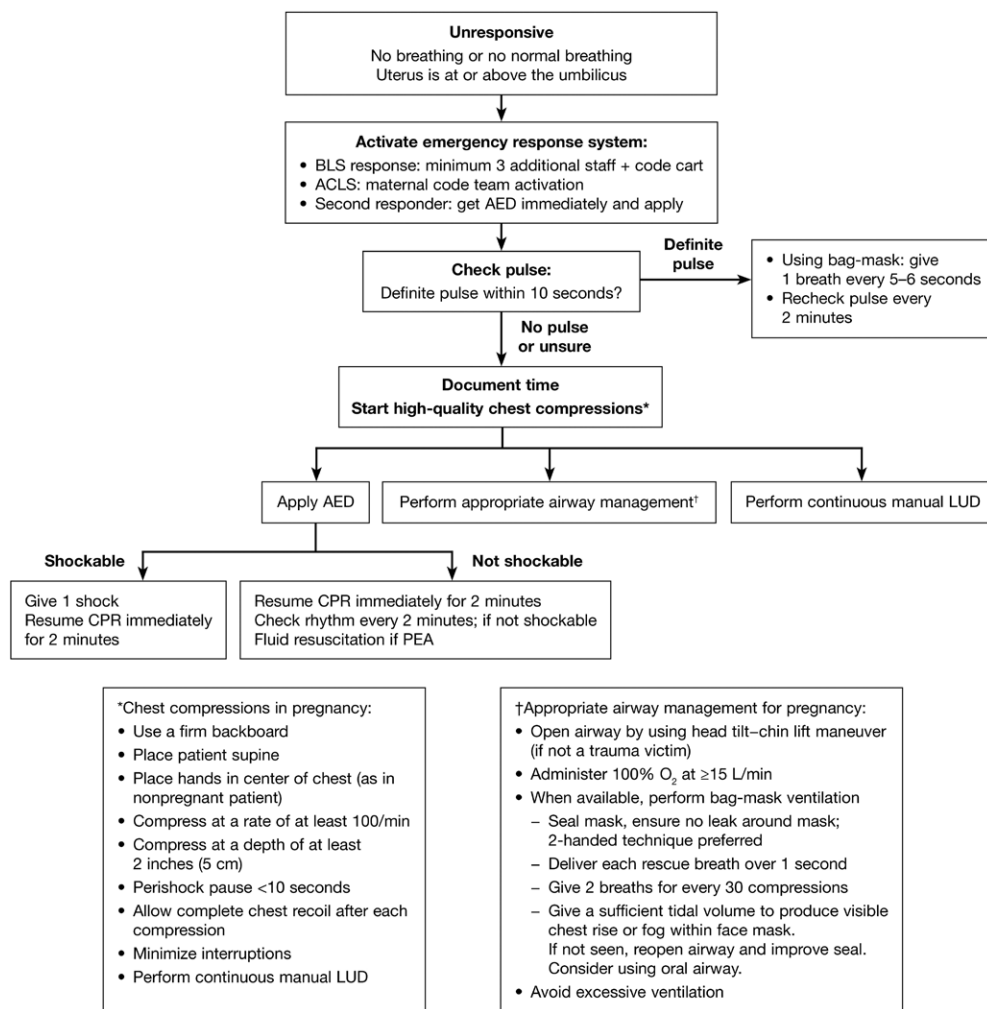 Unresponsive
No breathing or no normal breathing
Uterus is at or above the umbilicus
Activate emergency response system:
• BLS response: minimum 3 additional staff + code cart
• ACLS: maternal code team activation
• Second responder: get AED immediately and apply
Check pulse:
Definite pulse within 10 seconds?
Definite
pulse
• Using bag-mask: give
1 breath every 5–6 seconds
• Recheck pulse every
2 minutes
No pulse
or unsure
Document time
Start high-quality chest compressions*
Apply AED
Perform appropriate airway management†
Perform continuous manual LUD
Shockable
Not shockable
Give 1 shock
Resume CPR immediately
for 2 minutes
Resume CPR immediately for 2 minutes
Check rhythm every 2 minutes; if not shockable
Fluid resuscitation if PEA
*Chest compressions in pregnancy:
• Use a firm backboard
• Place patient supine
• Place hands in center of chest (as in
nonpregnant patient)
• Compress at a rate of at least 100/min
• Compress at a depth of at least
2 inches (5 cm)
• Perishock pause <10 seconds
• Allow complete chest recoil after each
compression
• Minimize interruptions
• Perform continuous manual LUD
†Appropriate airway management for pregnancy:
• Open airway by using head tilt–chin lift maneuver
(if not a trauma victim)
• Administer 100% O2 at ≥15 L/min
• When available, perform bag-mask ventilation
– Seal mask, ensure no leak around mask;
2-handed technique preferred
– Deliver each rescue breath over 1 second
– Give 2 breaths for every 30 compressions
– Give a sufficient tidal volume to produce visible
chest rise or fog within face mask.
If not seen, reopen airway and improve seal.
Consider using oral airway.
• Avoid excessive ventilation